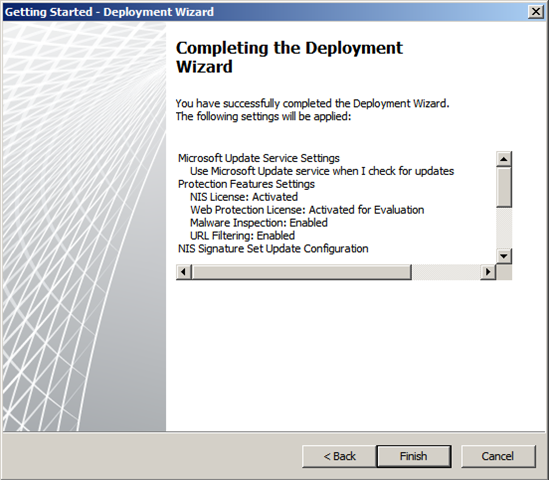 Getting Started - Deployment Wizard
Completing the Deployment
Wizard
You have successfully completed the Deployment Wizard.
The following settings will be applied:
Microsoft Update Service Settings
Use Microsoft Update service when I check for updates
Protection Features Settings
NIS License: Activated
Web Protection License: Activated for Evaluation
Malware Inspection: Enabled
URL Filtering: Enabled
NIS Signature Set Update Configuration
< Back Finish Cancel